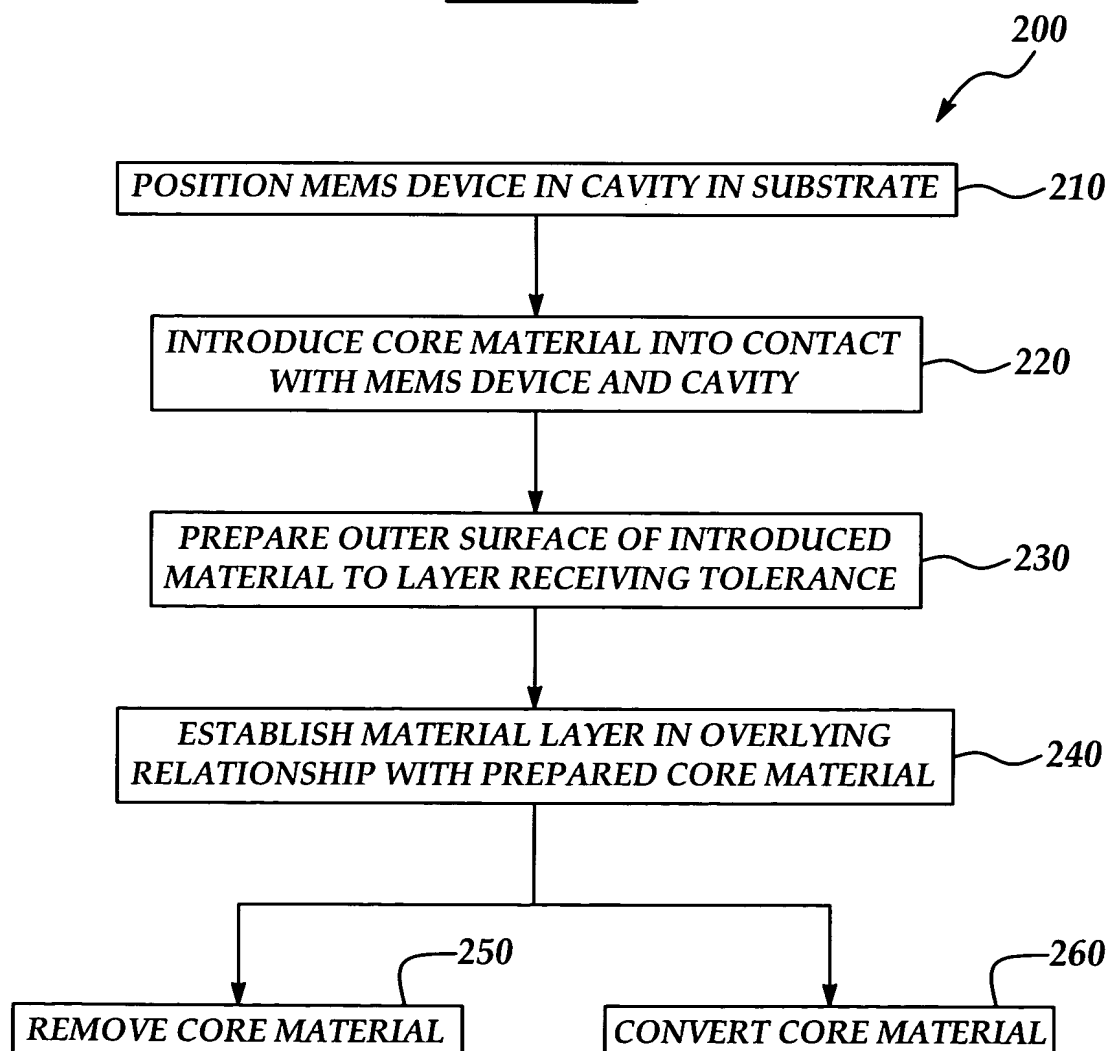 200
POSITION MEMS DEVICE IN CAVITY IN SUBSTRATE
210
INTRODUCE CORE MATERIAL INTO CONTACT
WITH MEMS DEVICE AND CAVITY
220
PREPARE OUTER SURFACE OF INTRODUCED
MATERIAL TO LAYER RECEIVING TOLERANCE
230
ESTABLISH MATERIAL LAYER IN OVERLYING
RELATIONSHIP WITH PREPARED CORE MATERIAL
240
250
REMOVE CORE MATERIAL
260
CONVERT CORE MATERIAL